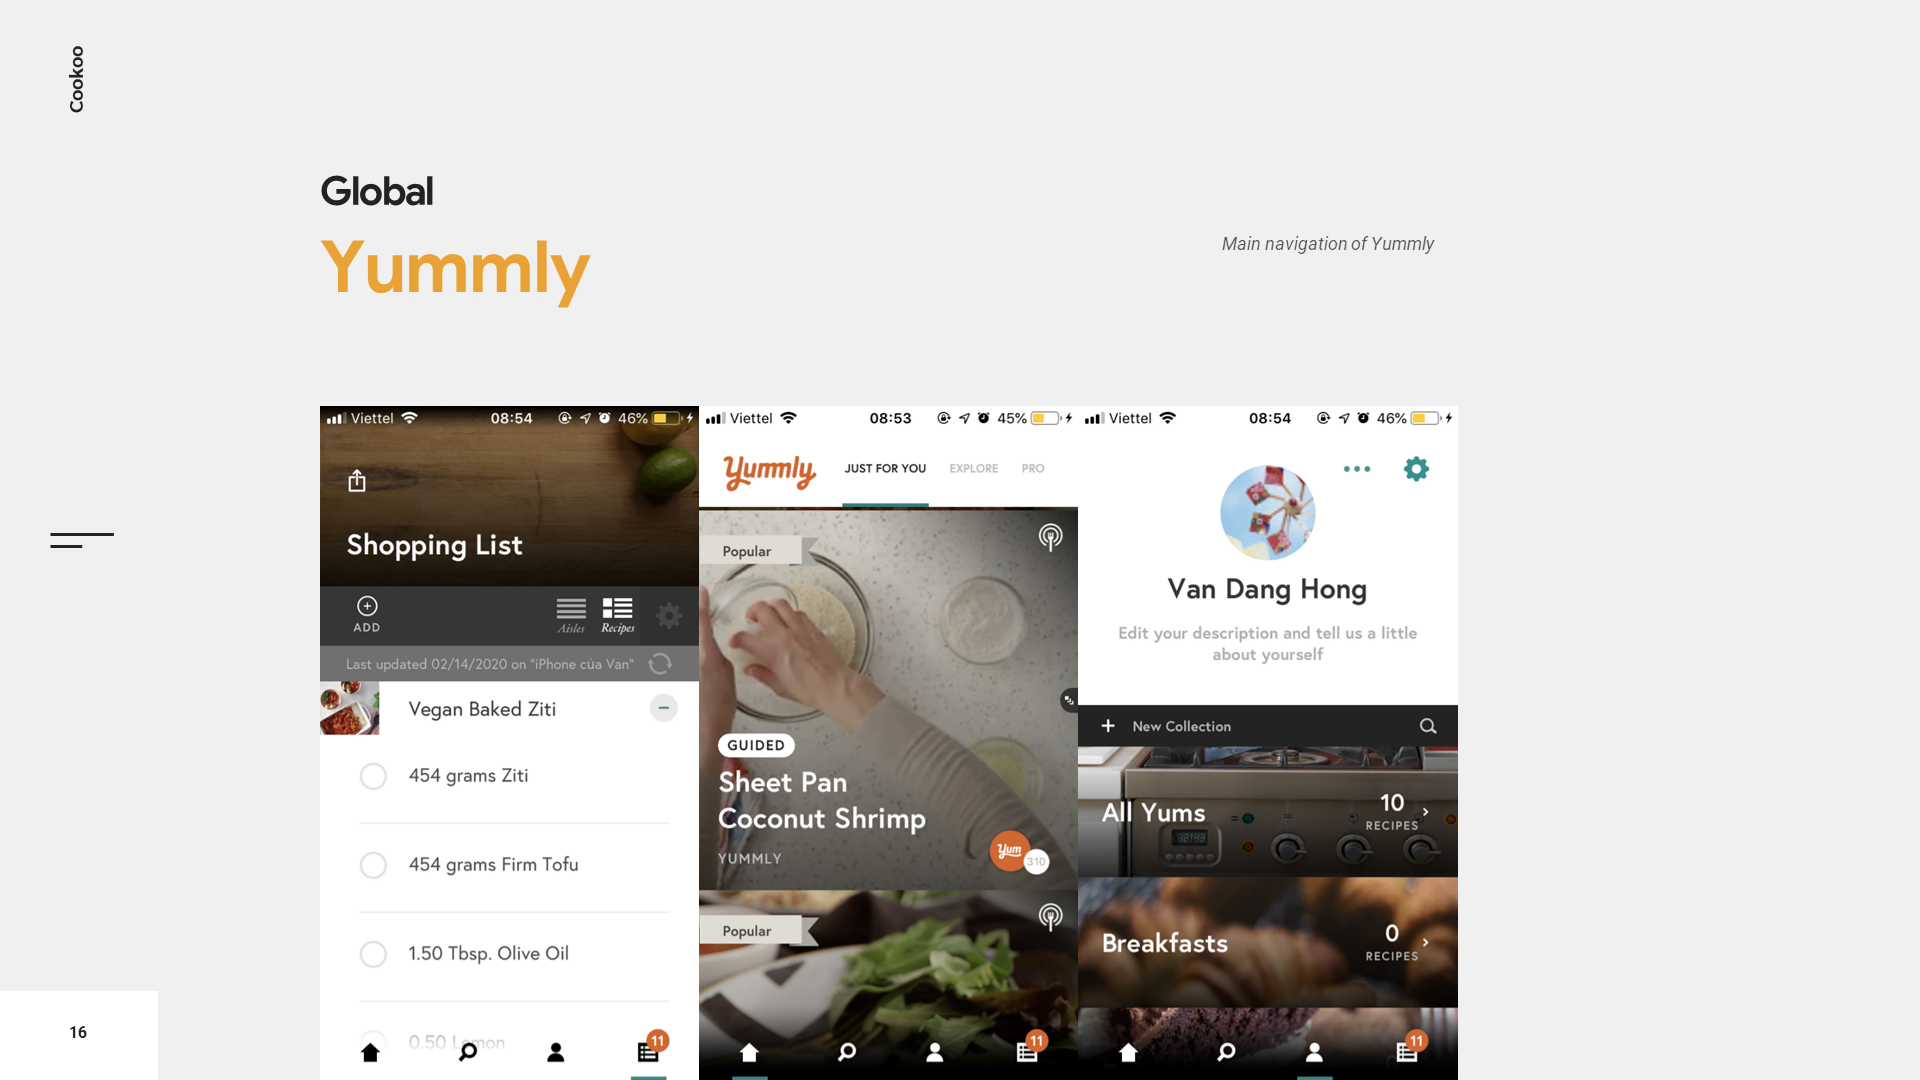 Cookoo
Global
Yummly
Main navigation of Yummly
Viettel 08:54 46%
Shopping List
ADD Aisles Recipes
Last updated 02/14/2020 on "iPhone của Van"
Vegan Baked Ziti
454 grams Ziti
454 grams Firm Tofu
1.50 Tbsp. Olive Oil
0.50 Lemon
11
Viettel 08:53 45%
Yummly JUST FOR YOU EXPLORE PRO
Popular
GUIDED
Sheet Pan
Coconut Shrimp
YUMMLY
Yum 310
Popular
11
Viettel 08:54 46%
Van Dang Hong
Edit your description and tell us a little
about yourself
New Collection
All Yums
10
RECIPES
Breakfasts
0
RECIPES
11
16